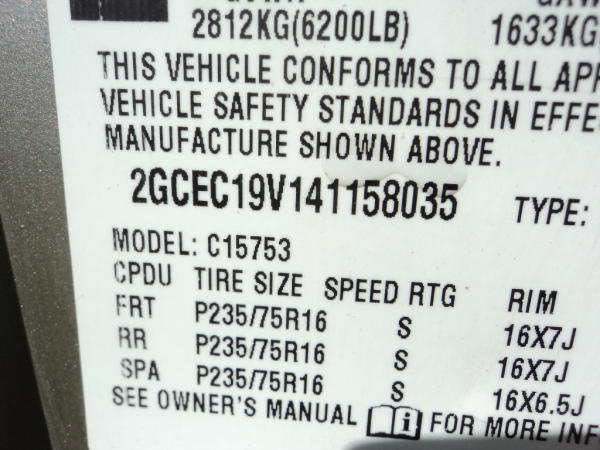 2812KG(6200LB) 1633KG
THIS VEHICLE CONFORMS TO ALL
VEHICLE SAFETY STANDARDS IN
MANUFACTURE SHOWN ABOVE.
2GCEC19V141158035 TYPE:
MODEL: C15753
CPDU TIRE SIZE SPEED RTG RIM
FRT P235/75R16 S 16X7J
RR P235/75R16 S 16X7J
SPA P235/75R16 S 16X6.5J
SEE OWNER'S MANUAL i FOR MORE